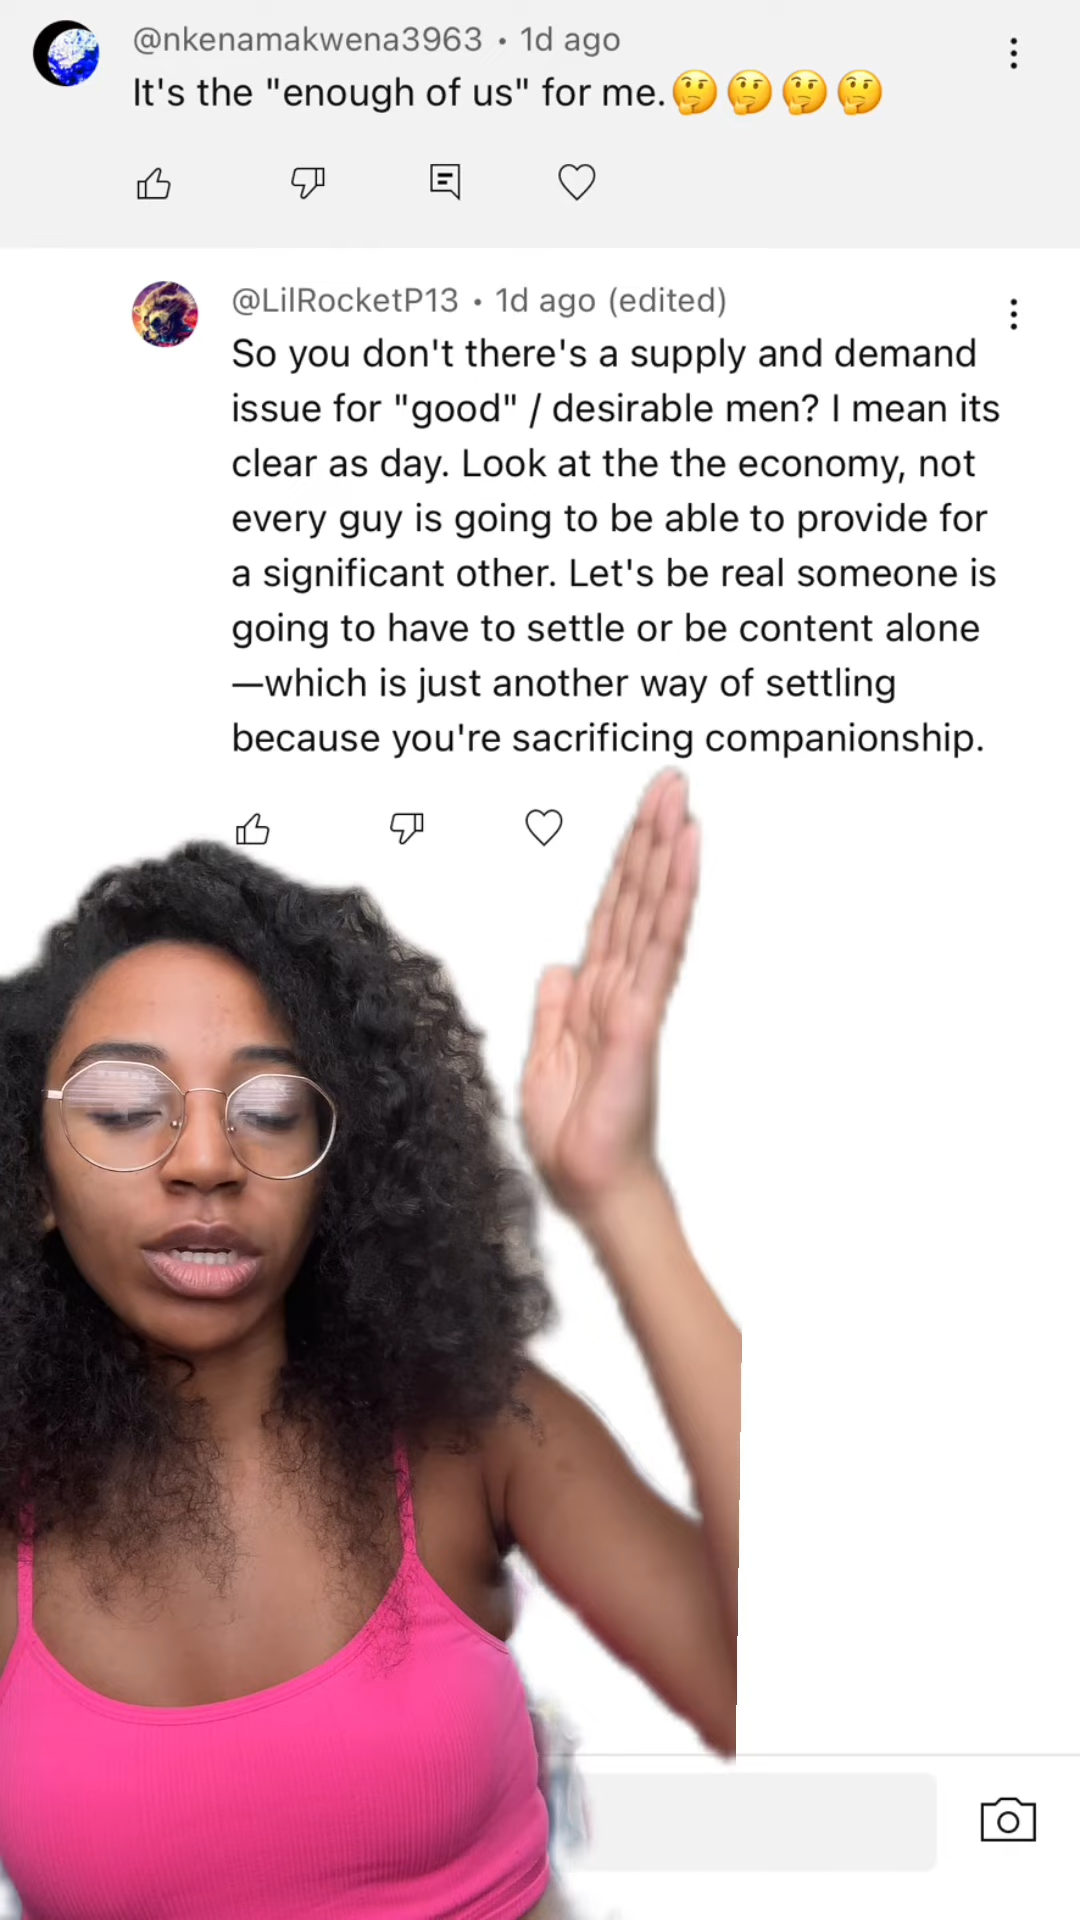 @nkenamakwena3963 • 1d ago
It's the "enough of us" for me.🤔🤔🤔🤔
@LilRocketP13 • 1d ago (edited)
So you don't there's a supply and demand
issue for "good" / desirable men? I mean its
clear as day. Look at the the economy, not
every guy is going to be able to provide for
a significant other. Let's be real someone is
going to have to settle or be content alone
—which is just another way of settling
because you're sacrificing companionship.